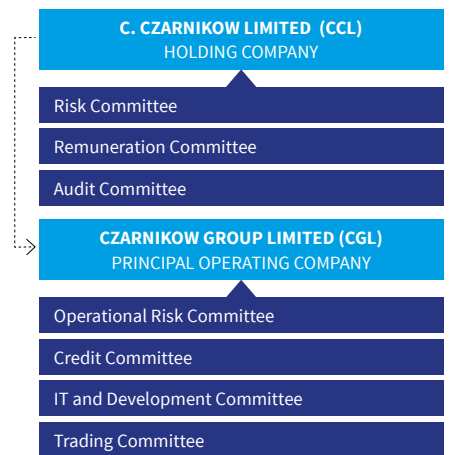 C. CZARNIKOW LIMITED (CCL)
HOLDING COMPANY
Risk Committee
Remuneration Committee
Audit Committee
CZARNIKOW GROUP LIMITED (CGL)
PRINCIPAL OPERATING COMPANY
Operational Risk Committee
Credit Committee
IT and Development Committee
Trading Committee